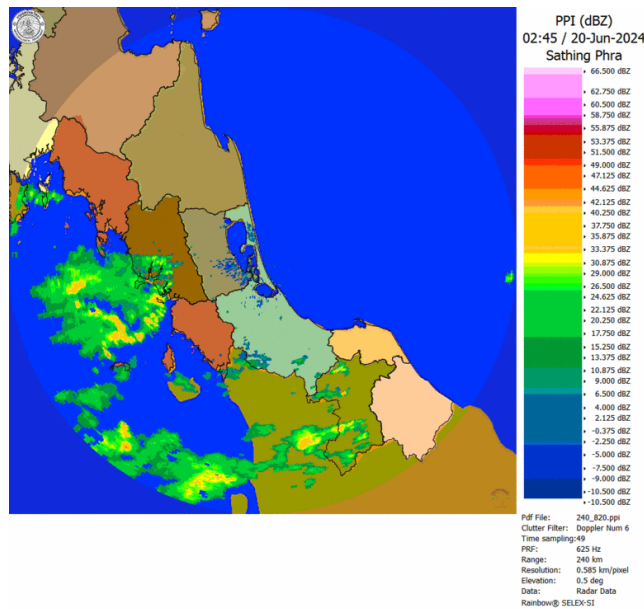 PPI (dBZ)
02:45 / 20-Jun-2024
Sathing Phra
66.500 dBZ
62.750 dBZ
60.500 dBZ
58.750 dBZ
55.875 dBZ
53.375 dBZ
51.500 dBZ
49.000 dBZ
47.125 dBZ
44.625 dBZ
42.125 dBZ
40.250 dBZ
37.750 dBZ
35.875 dBZ
33.375 dBZ
30.875 dBZ
29.000 dBZ
26.500 dBZ
24.625 dBZ
22.125 dBZ
20.250 dBZ
17.750 dBZ
15.250 dBZ
13.375 dBZ
10.875 dBZ
9.000 dBZ
6.500 dBZ
4.000 dBZ
2.125 dBZ
-0.375 dBZ
-2.250 dBZ
-5.000 dBZ
-7.500 dBZ
-9.000 dBZ
-10.500 dBZ
-10.500 dBZ
Pdf File: 240_820.ppi
Clutter Filter: Doppler Num 6
Time sampling:49
PRF: 625 Hz
Range: 240 km
Resolution: 0.585 km/pixel
Elevation: 0.5 deg
Data: Radar Data
Rainbow® SELEX-SI